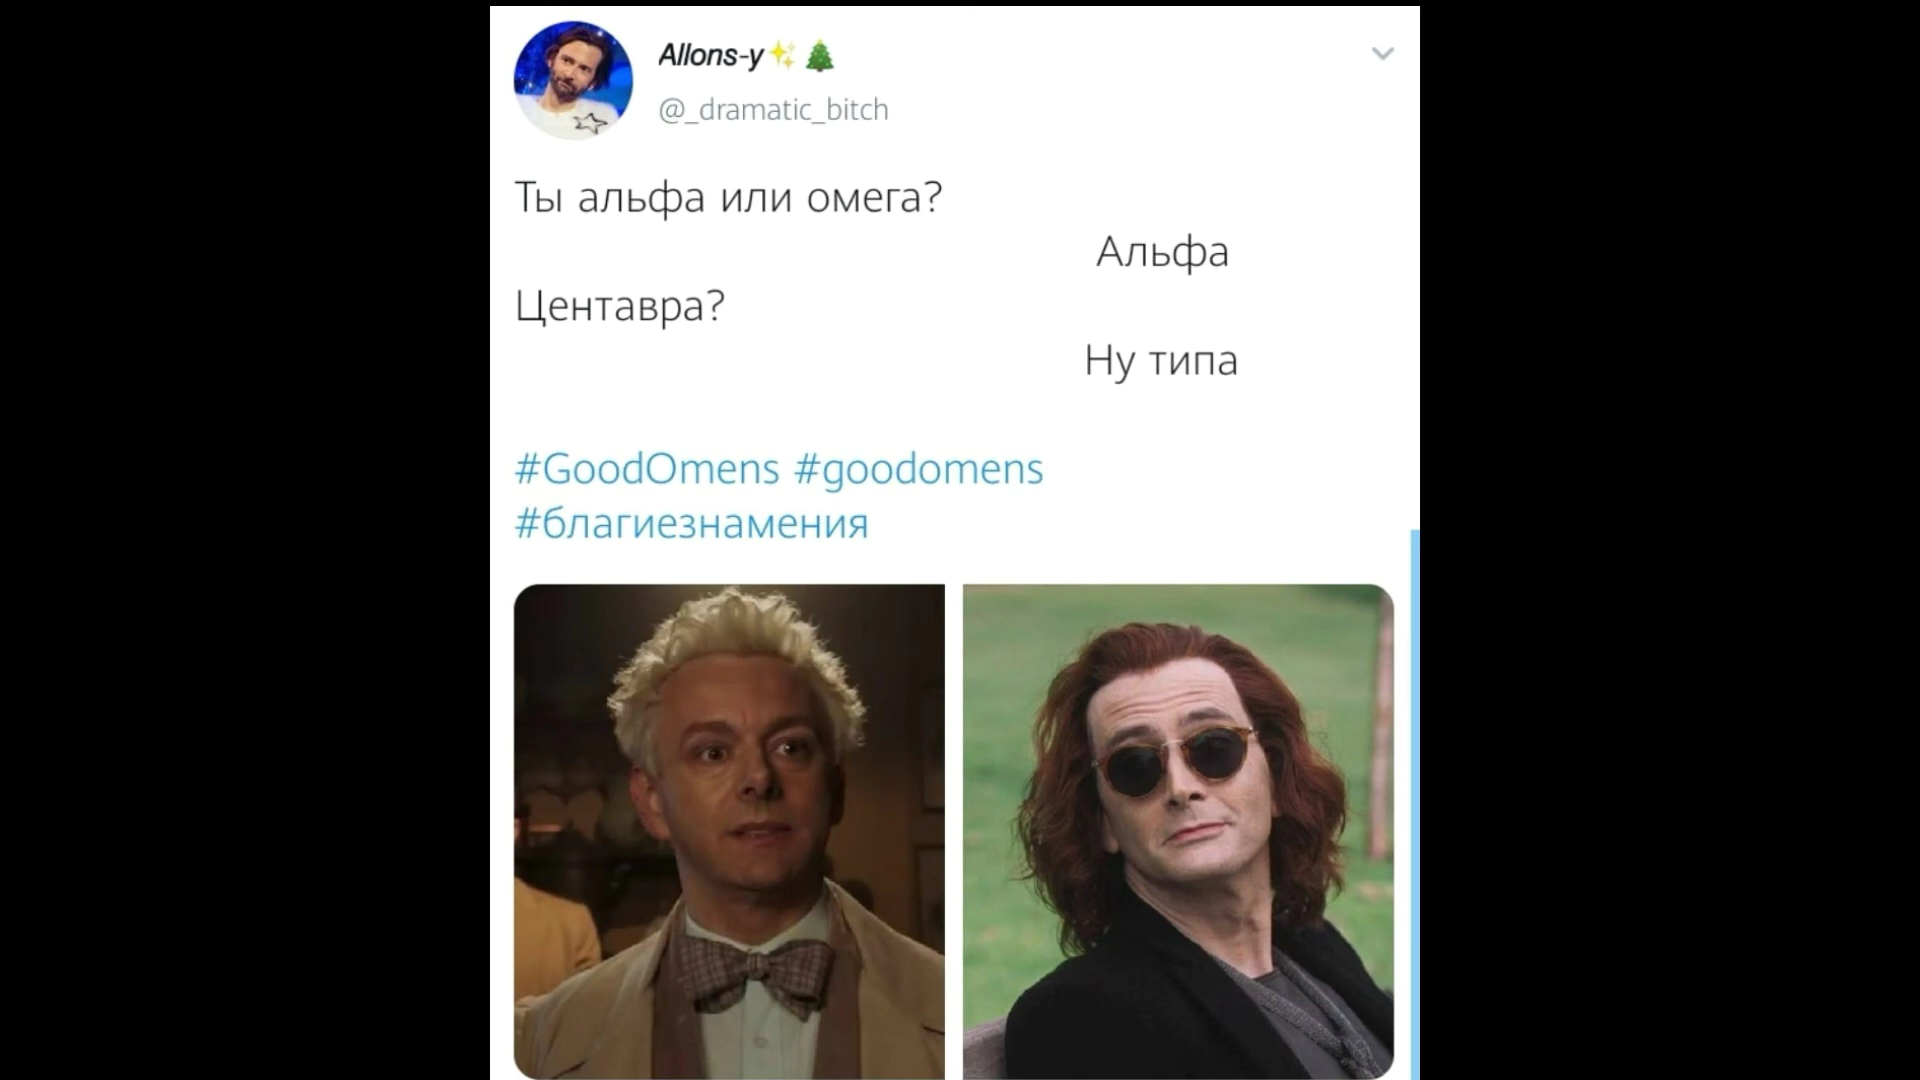 Allons-y✨🎄
@_dramatic_bitch
Ты альфа или омега?
Альфа
Центавра?
Ну типа
#GoodOmens #goodomens
#благиезнамения